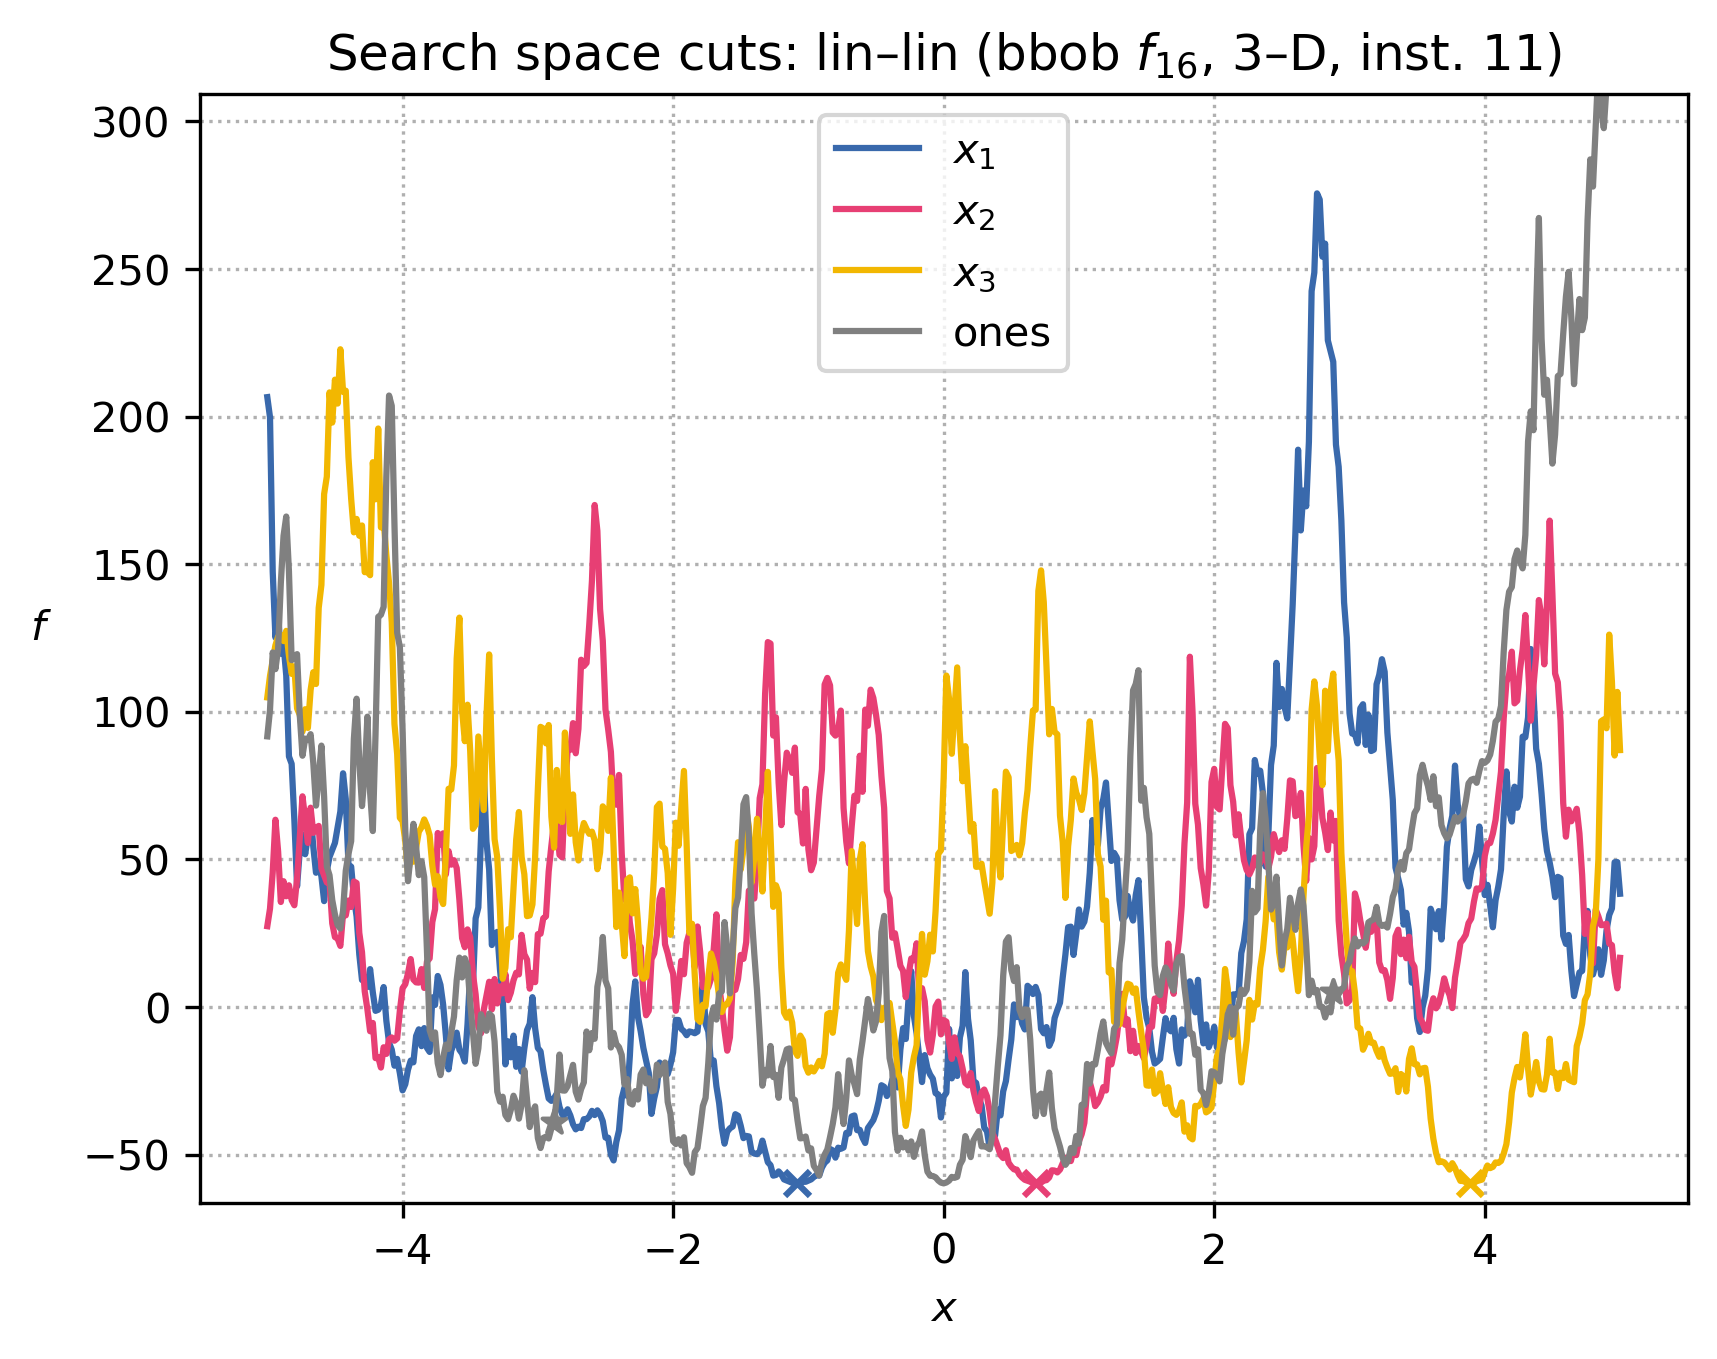 Search space cuts: lin–lin (bbob f₁₆, 3–D, inst. 11)
300
250
200
150
100
50
0
−50
f
x₁
x₂
x₃
ones
−4
−2
0
2
4
x